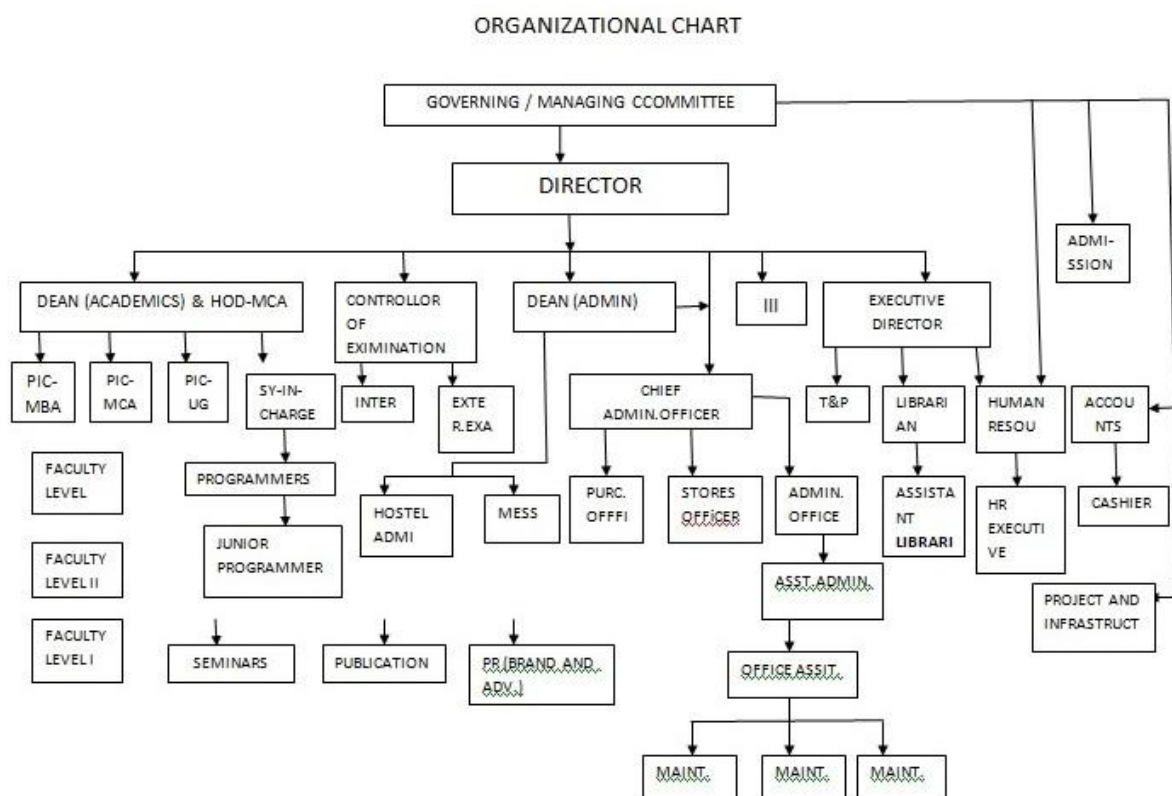 ORGANIZATIONAL CHART
GOVERNING / MANAGING CCOMMITTEE
DIRECTOR
ADMI-
SSION
DEAN (ACADEMICS) & HOD-MCA
CONTROLLOR
OF
EXIMINATION
DEAN (ADMIN)
III
EXECUTIVE
DIRECTOR
PIC-
MBA
PIC-
MCA
PIC-
UG
SY-IN-
CHARGE
INTER
EXTE
R.EXA
CHIEF
ADMIN.OFFICER
T&P
LIBRARI
AN
HUMAN
RESOU
ACCOU
NTS
FACULTY
LEVEL
PROGRAMMERS
HOSTEL
ADMI
MESS
PURC.
OFFFI
STORES
OFFICER
ADMIN.
OFFICE
ASSISTA
NT
LIBRARI
HR
EXECUTI
VE
CASHIER
FACULTY
LEVEL II
JUNIOR
PROGRAMMER
ASST.ADMIN.
PROJECT AND
INFRASTRUCT
FACULTY
LEVEL I
SEMINARS
PUBLICATION
PR (BRAND AND
ADV.)
OFFICE ASSIT.
MAINT.
MAINT.
MAINT.